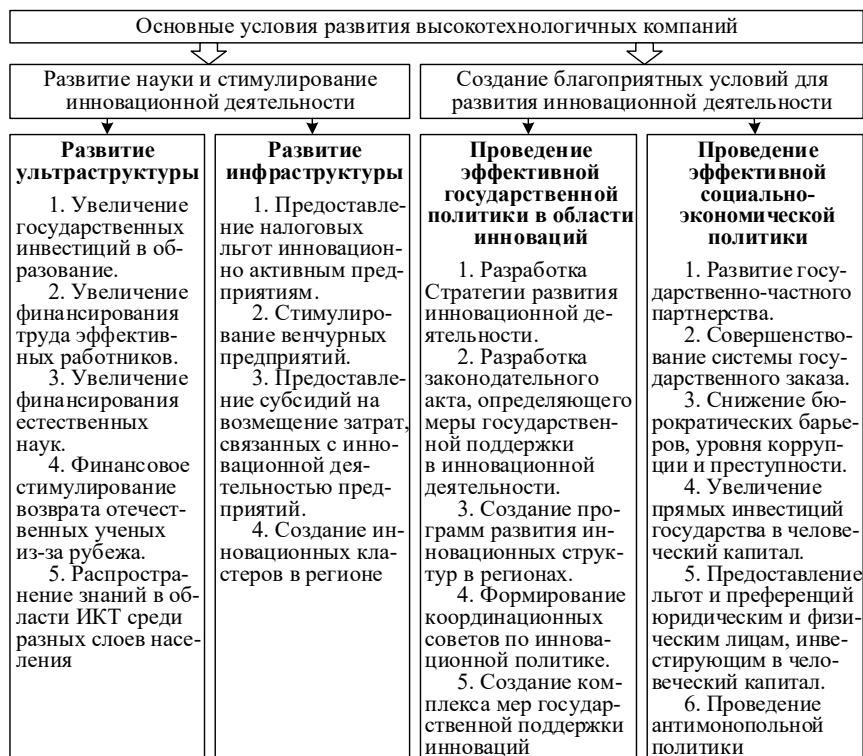 Основные условия развития высокотехнологичных компаний
Развитие науки и стимулирование
инновационной деятельности
Создание благоприятных условий для
развития инновационной деятельности
Развитие
ультраструктуры
1. Увеличение
государственных
инвестиций в об-
разование.
2. Увеличение
финансирования
труда эффектив-
ных работников.
3. Увеличение
финансирования
естественных
наук.
4. Финансовое
стимулирование
возврата отечест-
венных ученых
из-за рубежа.
5. Распростра-
нение знаний в об-
ласти ИКТ среди
разных слоев насе-
ления
Развитие
инфраструктуры
1. Предоставле-
ние налоговых
льгот инновацион-
но активным пред-
приятиям.
2. Стимулиро-
вание венчурных
предприятий.
3. Предоставле-
ние субсидий на
возмещение затрат,
связанных с инно-
вационной дея-
тельностью пред-
приятий.
4. Создание ин-
новационных кла-
стеров в регионе
Проведение
эффективной
государственной
политики в области
инноваций
1. Разработка
Стратегии развития
инновационной де-
ятельности.
2. Разработка
законодательного
акта, определяющего
меры государствен-
ной поддержки
в инновационной
деятельности.
3. Создание про-
грамм развития ин-
новационных струк-
тур в регионах.
4. Формирование
координационных
советов по иннова-
ционной политике.
5. Создание ком-
плекса мер государ-
ственной поддержки
инноваций
Проведение
эффективной
социально-
экономической
политики
1. Развитие госу-
дарственно-частного
партнерства.
2. Совершенство-
вание системы госу-
дарственного заказа.
3. Снижение бю-
рократических барье-
ров, уровня корруп-
ции и преступности.
4. Увеличение
прямых инвестиций
государства в челове-
ческий капитал.
5. Предоставление
льгот и преференций
юридическим и физи-
ческим лицам, инве-
стирующим в чело-
веческий капитал.
6. Проведение
антимонопольной
политики